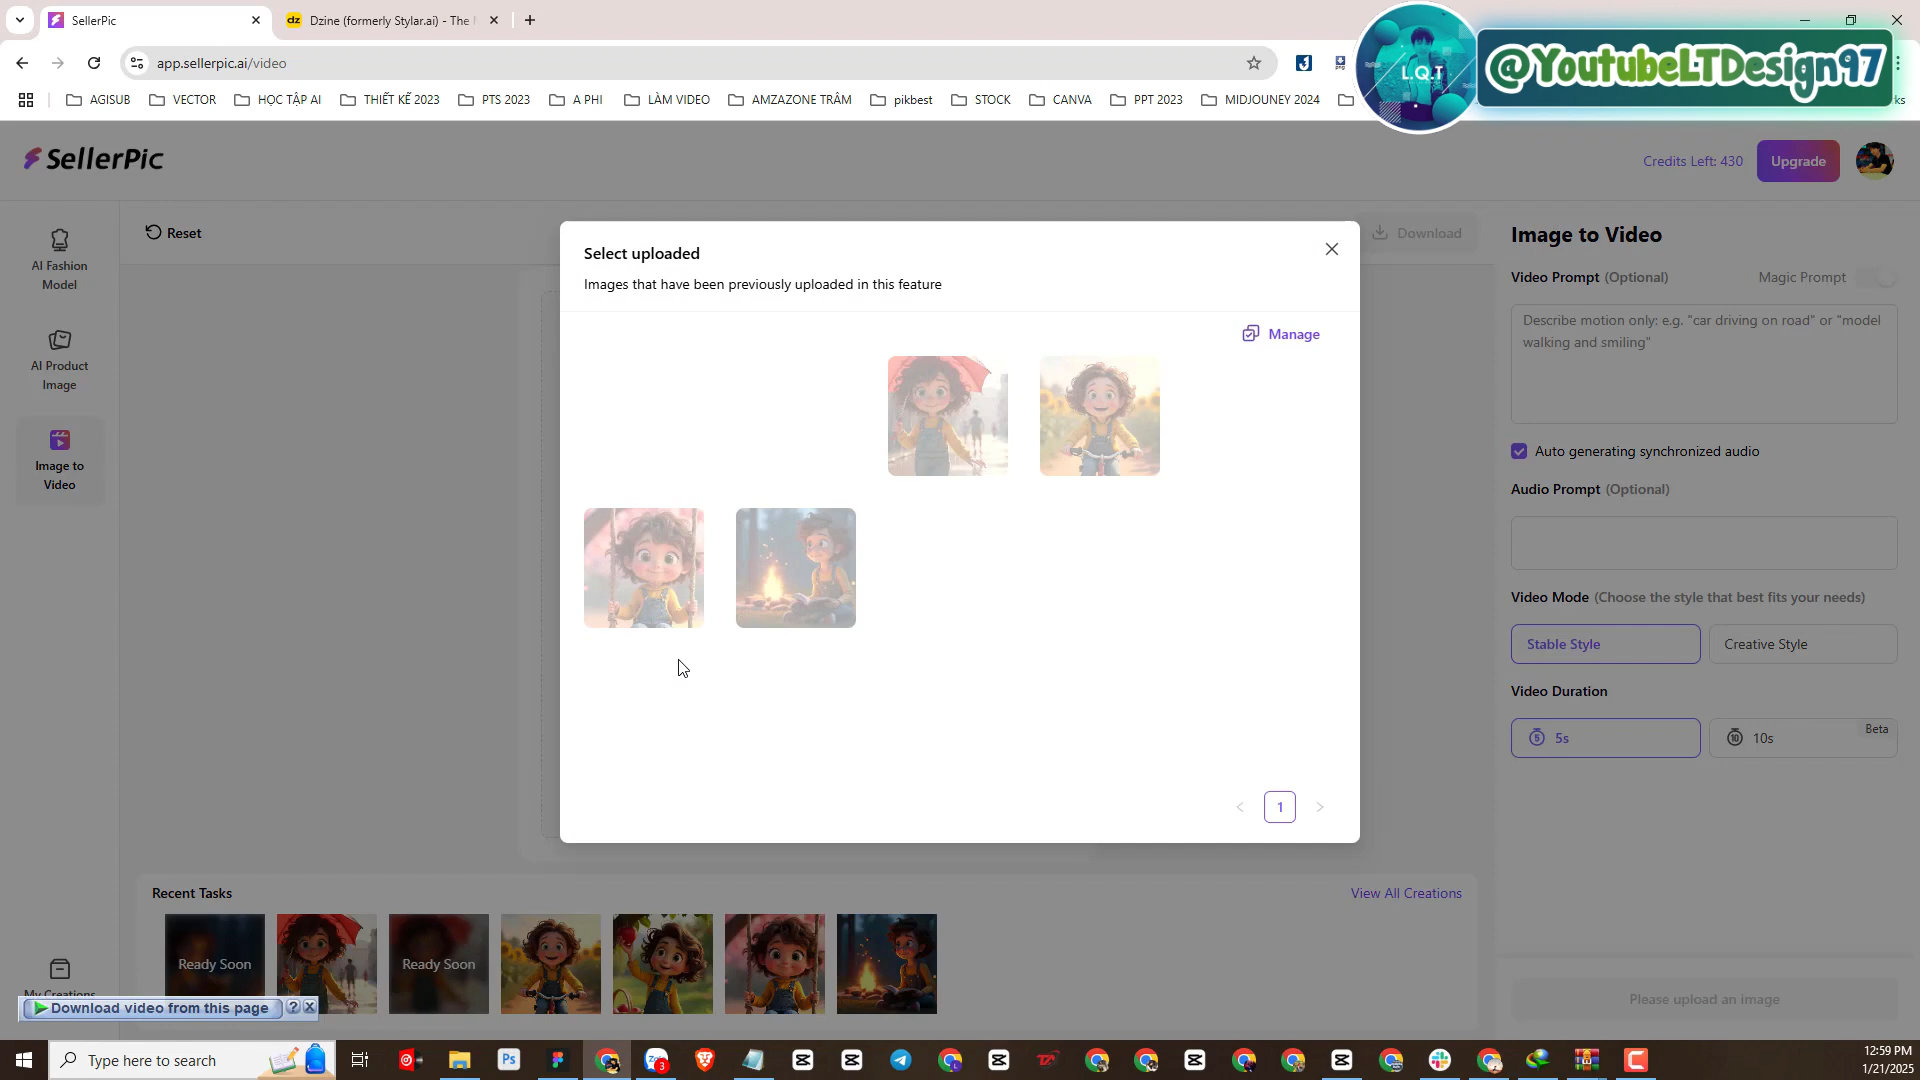 SellerPic
Dzine (formerly Stylar.ai) - The
app.sellerpic.ai/video
AGISUB
VECTOR
HỌC TẬP AI
THIẾT KẾ 2023
PTS 2023
A PHI
LÀM VIDEO
AMZAZONE TRÂM
pikbest
STOCK
CANVA
PPT 2023
MIDJOUNEY 2024
L.Q.T
@YoutubeLTDesign97
SellerPic
Credits Left: 430
Upgrade
AI Fashion
Model
AI Product
Image
Image to
Video
Reset
Download
Select uploaded
Images that have been previously uploaded in this feature
Manage
1
Image to Video
Video Prompt (Optional)
Magic Prompt
Describe motion only: e.g. "car driving on road" or "model
walking and smiling"
Auto generating synchronized audio
Audio Prompt (Optional)
Video Mode (Choose the style that best fits your needs)
Stable Style
Creative Style
Video Duration
5s
10s
Beta
Please upload an image
Recent Tasks
View All Creations
Ready Soon
Ready Soon
My Creations
Download video from this page
Type here to search
Ps
Zalo
3
12:59 PM
1/21/2025